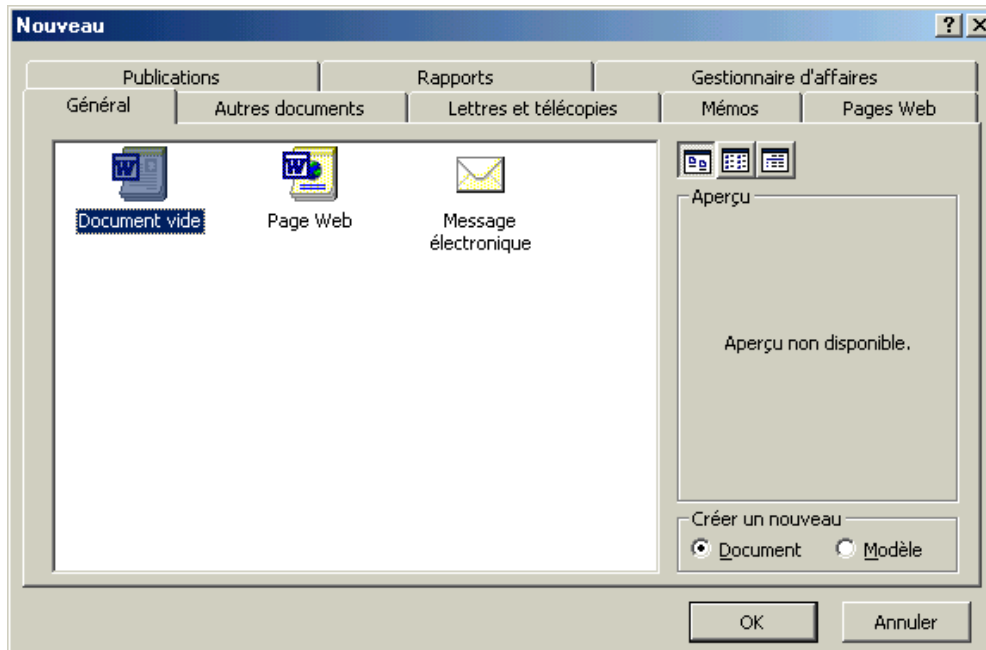 Nouveau
Publications
Rapports
Gestionnaire d'affaires
Général
Autres documents
Lettres et télécopies
Mémos
Pages Web
Document vide
Page Web
Message
électronique
Aperçu
Aperçu non disponible.
Créer un nouveau
Document
Modèle
OK
Annuler